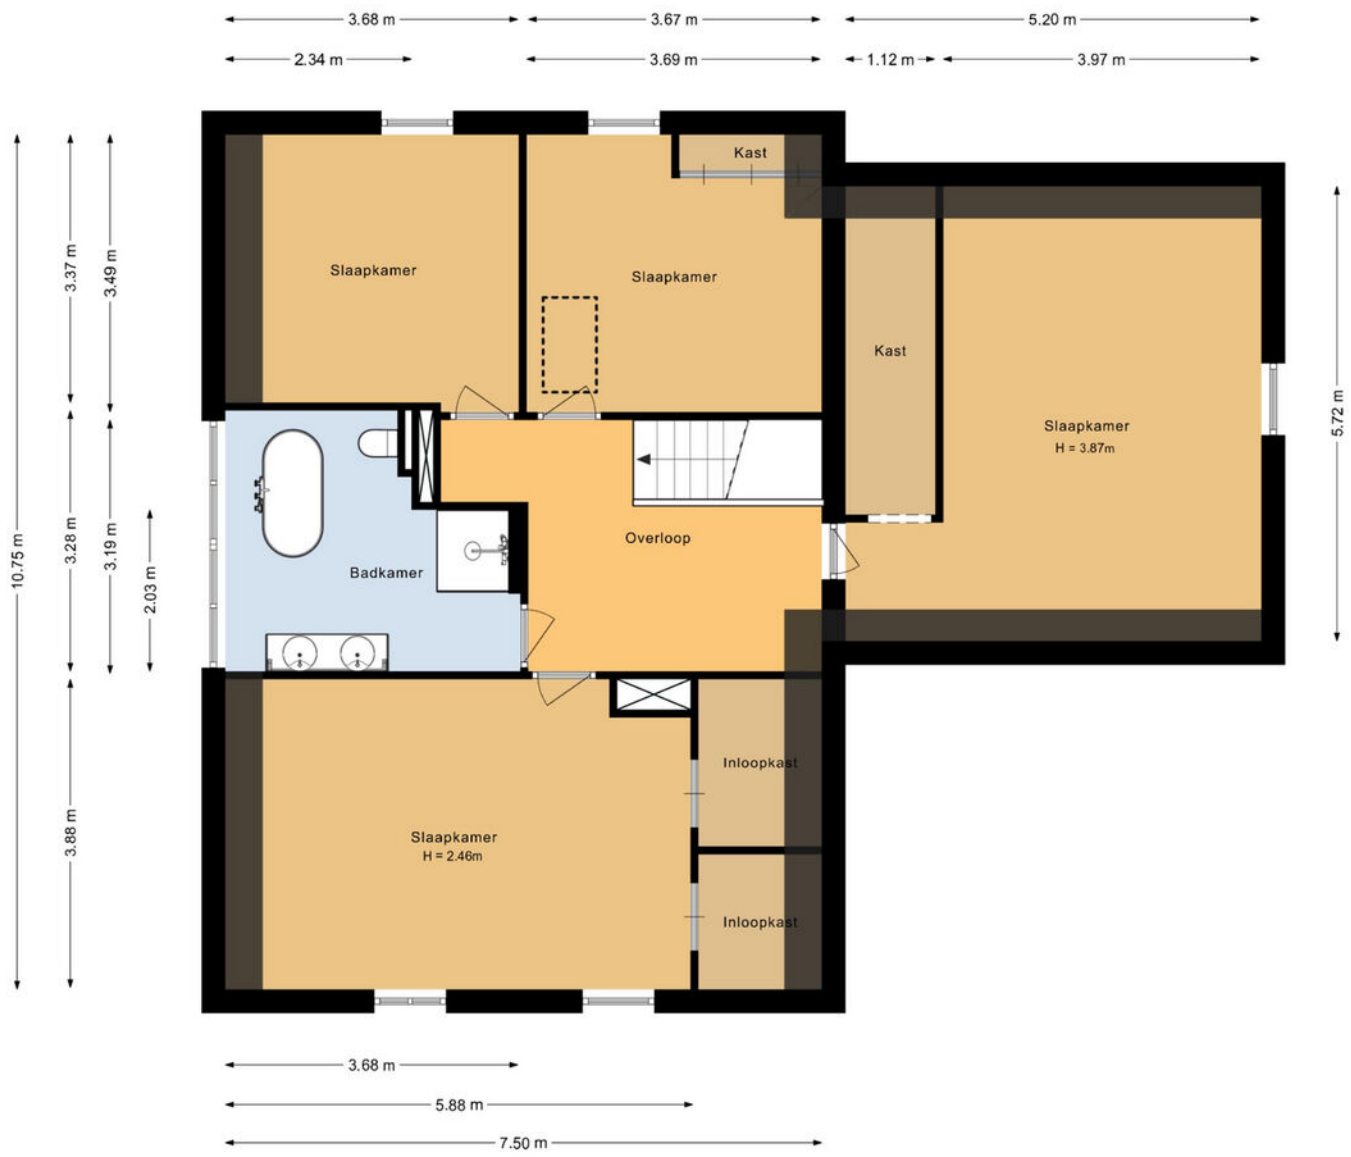 3.68 m
3.67 m
5.20 m
2.34 m
3.69 m
1.12 m
3.97 m
Kast
Slaapkamer
Slaapkamer
3.37 m
3.49 m
Kast
Slaapkamer
H = 3.87m
5.72 m
10.75 m
3.28 m
3.19 m
2.03 m
Overloop
Badkamer
Inloopkast
3.88 m
Slaapkamer
H = 2.46m
Inloopkast
3.68 m
5.88 m
7.50 m